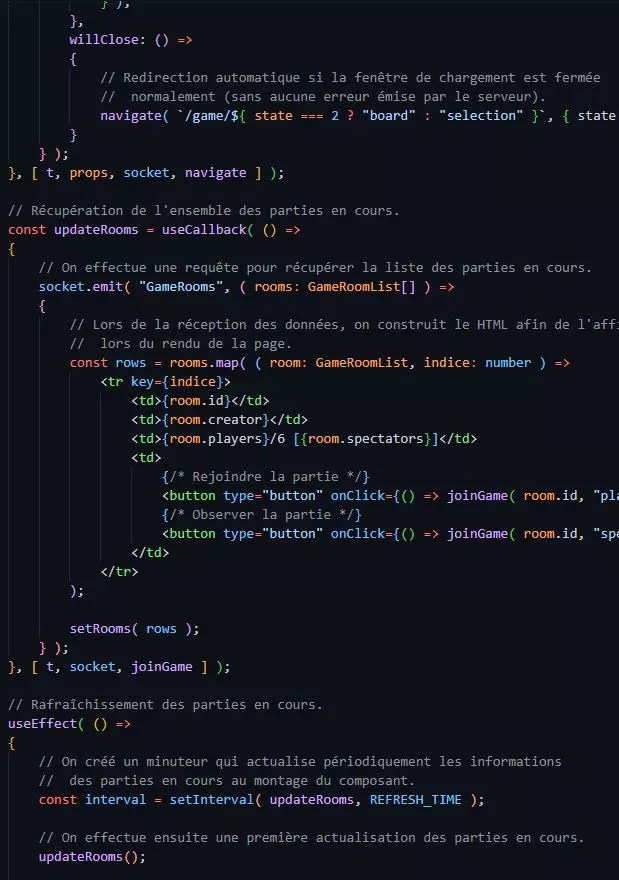 } );
},
willClose: () =>
{
// Redirection automatique si la fenêtre de chargement est fermée
//  normalement (sans aucune erreur émise par le serveur).
navigate( `/game/${ state === 2 ? "board" : "selection" }`, { state
}
} );
}, [ t, props, socket, navigate ] );
// Récupération de l'ensemble des parties en cours.
const updateRooms = useCallback( () =>
{
// On effectue une requête pour récupérer la liste des parties en cours.
socket.emit( "GameRooms", ( rooms: GameRoomList[] ) =>
{
// Lors de la réception des données, on construit le HTML afin de l'affi
//  lors du rendu de la page.
const rows = rooms.map( ( room: GameRoomList, indice: number ) =>
<tr key={indice}>
<td>{room.id}</td>
<td>{room.creator}</td>
<td>{room.players}/6 [{room.spectators}]</td>
<td>
{/* Rejoindre la partie */}
<button type="button" onClick={() => joinGame( room.id, "pla
{/* Observer la partie */}
<button type="button" onClick={() => joinGame( room.id, "spe
</td>
</tr>
);
setRooms( rows );
} );
}, [ t, socket, joinGame ] );
// Rafraîchissement des parties en cours.
useEffect( () =>
{
// On créé un minuteur qui actualise périodiquement les informations
//  des parties en cours au montage du composant.
const interval = setInterval( updateRooms, REFRESH_TIME );
// On effectue ensuite une première actualisation des parties en cours.
updateRooms();